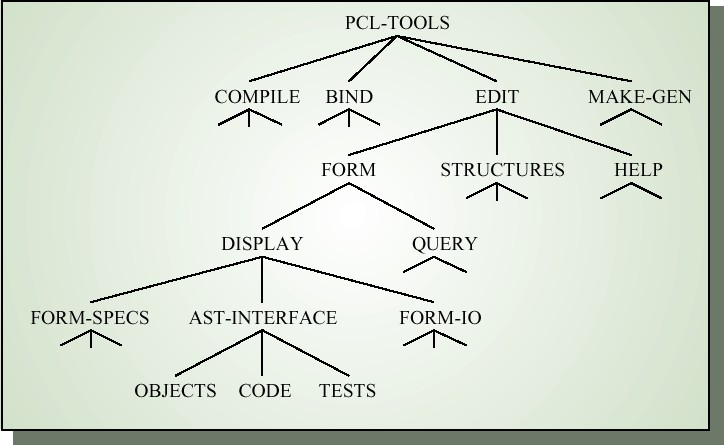 PCL-TOOLS
COMPILE BIND EDIT MAKE-GEN
FORM STRUCTURES HELP
DISPLAY QUERY
FORM-SPECS AST-INTERFACE FORM-IO
OBJECTS CODE TESTS